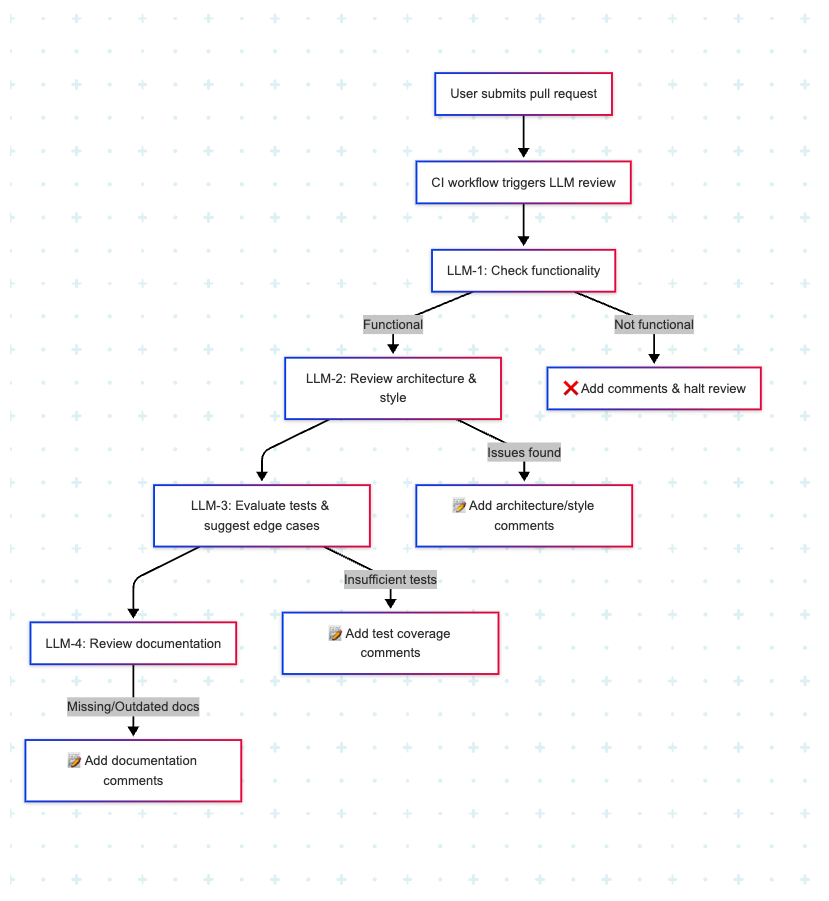 User submits pull request
CI workflow triggers LLM review
LLM-1: Check functionality
Functional
Not functional
LLM-2: Review architecture &
style
❌ Add comments & halt review
Issues found
LLM-3: Evaluate tests &
suggest edge cases
📝 Add architecture/style
comments
Insufficient tests
LLM-4: Review documentation
📝 Add test coverage
comments
Missing/Outdated docs
📝 Add documentation
comments